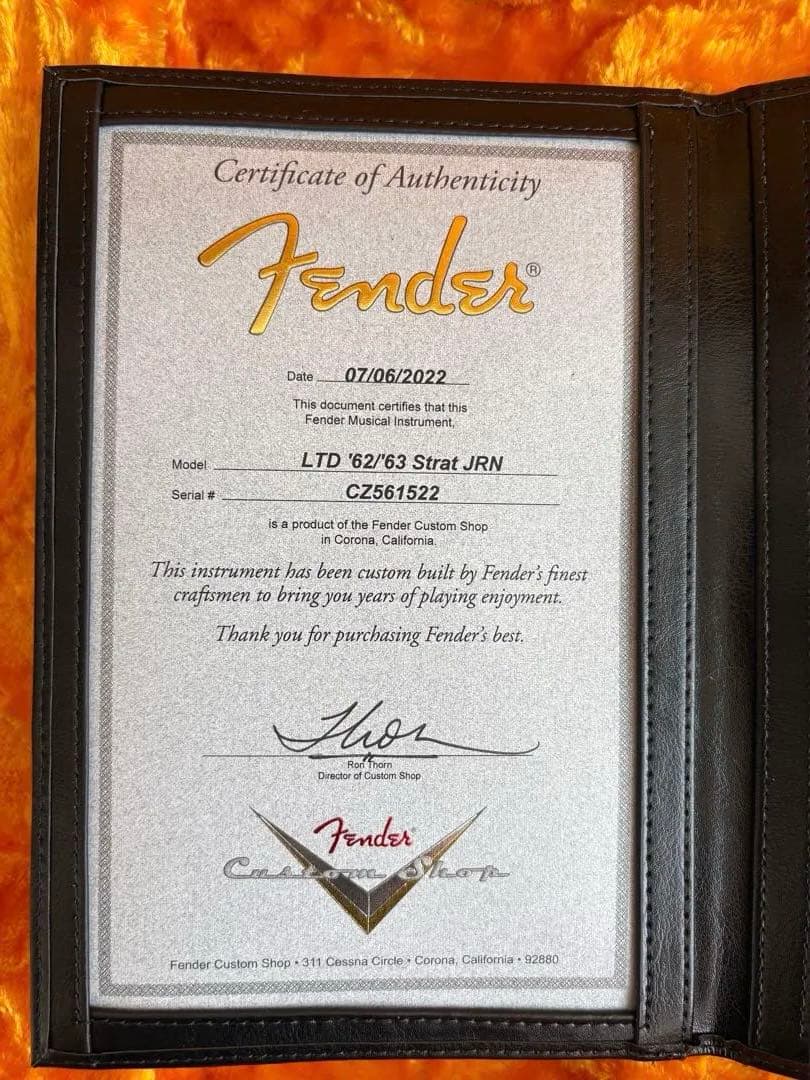 Certificate of Authenticity
Fender®
Date 07/06/2022
This document certifies that this
Fender Musical Instrument,
Model LTD '62/'63 Strat JRN
Serial # CZ561522
is a product of the Fender Custom Shop
in Corona, California.
This instrument has been custom built by Fender's finest
craftsmen to bring you years of playing enjoyment.
Thank you for purchasing Fender's best.
Thorn
Ron Thorn
Director of Custom Shop
Fender
Custom Shop
Fender Custom Shop • 311 Cessna Circle • Corona, California • 92880